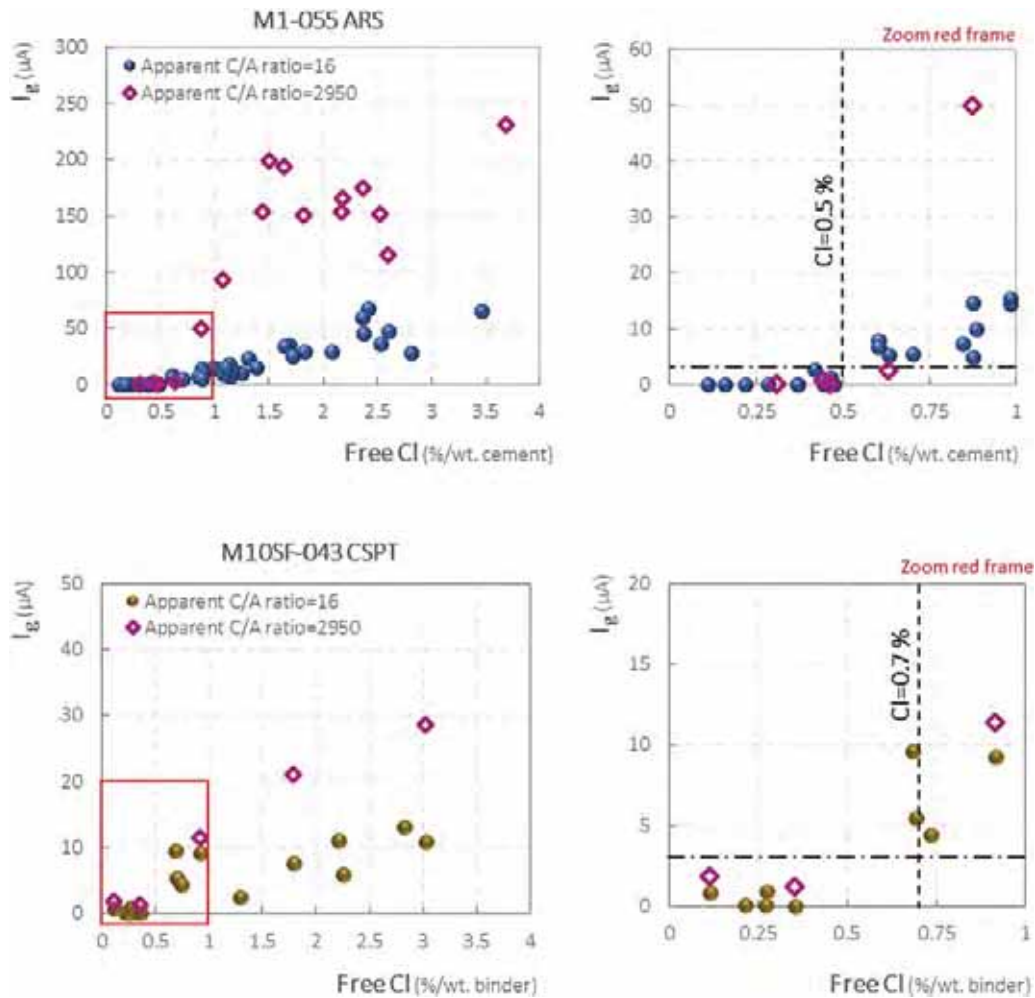 M1-055 ARS
Zoom red frame
Ig (µA)
300
250
200
150
100
50
0
Apparent C/A ratio=16
Apparent C/A ratio=2950
0 0.5 1 1.5 2 2.5 3 3.5 4
Free Cl (%/wt. cement)
Ig (µA)
60
50
40
30
20
10
0
Cl=0.5 %
0 0.25 0.5 0.75 1
Free Cl (%/wt. cement)
M10SF-043 CSPT
Zoom red frame
Ig (µA)
50
40
30
20
10
0
Apparent C/A ratio=16
Apparent C/A ratio=2950
0 0.5 1 1.5 2 2.5 3 3.5 4
Free Cl (%/wt. binder)
Ig (µA)
20
15
10
5
0
Cl=0.7 %
0 0.25 0.5 0.75 1
Free Cl (%/wt. binder)